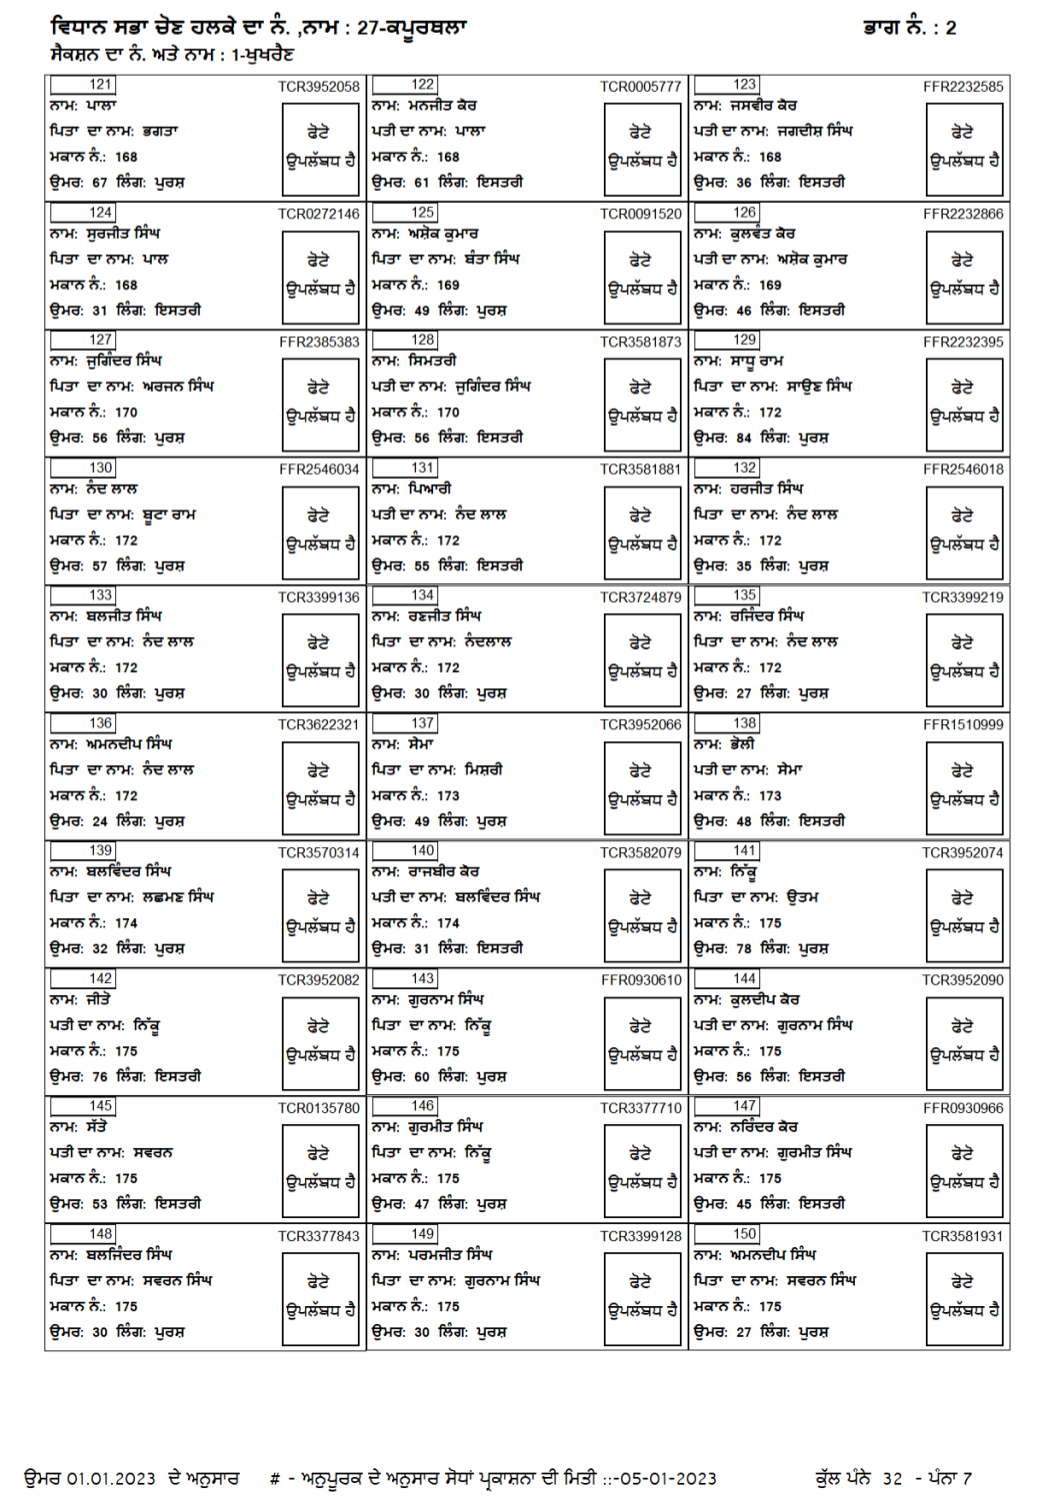 ਵਿਧਾਨ ਸਭਾ ਚੋਣ ਹਲਕੇ ਦਾ ਨੰ. ,ਨਾਮ : 27-ਕਪੂਰਥਲਾ ਭਾਗ ਨੰ. : 2
ਸੈਕਸ਼ਨ ਦਾ ਨੰ. ਅਤੇ ਨਾਮ : 1-ਖੁਖਰੈਣ
121 TCR3952058
ਨਾਮ: ਪਾਲਾ
ਪਿਤਾ ਦਾ ਨਾਮ: ਭਗਤਾ
ਮਕਾਨ ਨੰ.: 168
ਉਮਰ: 67 ਲਿੰਗ: ਪੁਰਸ਼
ਫੋਟੋ
ਉਪਲੱਬਧ ਹੈ
122 TCR0005777
ਨਾਮ: ਮਨਜੀਤ ਕੋਰ
ਪਤੀ ਦਾ ਨਾਮ: ਪਾਲਾ
ਮਕਾਨ ਨੰ.: 168
ਉਮਰ: 61 ਲਿੰਗ: ਇਸਤਰੀ
ਫੋਟੋ
ਉਪਲੱਬਧ ਹੈ
123 FFR2232585
ਨਾਮ: ਜਸਵੀਰ ਕੋਰ
ਪਤੀ ਦਾ ਨਾਮ: ਜਗਦੀਸ਼ ਸਿੰਘ
ਮਕਾਨ ਨੰ.: 168
ਉਮਰ: 36 ਲਿੰਗ: ਇਸਤਰੀ
ਫੋਟੋ
ਉਪਲੱਬਧ ਹੈ
124 TCR0272146
ਨਾਮ: ਸੁਰਜੀਤ ਸਿੰਘ
ਪਿਤਾ ਦਾ ਨਾਮ: ਪਾਲ
ਮਕਾਨ ਨੰ.: 168
ਉਮਰ: 31 ਲਿੰਗ: ਇਸਤਰੀ
ਫੋਟੋ
ਉਪਲੱਬਧ ਹੈ
125 TCR0091520
ਨਾਮ: ਅਸ਼ੋਕ ਕੁਮਾਰ
ਪਿਤਾ ਦਾ ਨਾਮ: ਬੰਤਾ ਸਿੰਘ
ਮਕਾਨ ਨੰ.: 169
ਉਮਰ: 49 ਲਿੰਗ: ਪੁਰਸ਼
ਫੋਟੋ
ਉਪਲੱਬਧ ਹੈ
126 FFR2232866
ਨਾਮ: ਕੁਲਵੰਤ ਕੋਰ
ਪਤੀ ਦਾ ਨਾਮ: ਅਸ਼ੋਕ ਕੁਮਾਰ
ਮਕਾਨ ਨੰ.: 169
ਉਮਰ: 46 ਲਿੰਗ: ਇਸਤਰੀ
ਫੋਟੋ
ਉਪਲੱਬਧ ਹੈ
127 FFR2385383
ਨਾਮ: ਜੁਗਿੰਦਰ ਸਿੰਘ
ਪਿਤਾ ਦਾ ਨਾਮ: ਅਰਜਨ ਸਿੰਘ
ਮਕਾਨ ਨੰ.: 170
ਉਮਰ: 56 ਲਿੰਗ: ਪੁਰਸ਼
ਫੋਟੋ
ਉਪਲੱਬਧ ਹੈ
128 TCR3581873
ਨਾਮ: ਸਿਮਤਰੀ
ਪਤੀ ਦਾ ਨਾਮ: ਜੁਗਿੰਦਰ ਸਿੰਘ
ਮਕਾਨ ਨੰ.: 170
ਉਮਰ: 56 ਲਿੰਗ: ਇਸਤਰੀ
ਫੋਟੋ
ਉਪਲੱਬਧ ਹੈ
129 FFR2232395
ਨਾਮ: ਸਾਧੂ ਰਾਮ
ਪਿਤਾ ਦਾ ਨਾਮ: ਸਾਉਣ ਸਿੰਘ
ਮਕਾਨ ਨੰ.: 172
ਉਮਰ: 84 ਲਿੰਗ: ਪੁਰਸ਼
ਫੋਟੋ
ਉਪਲੱਬਧ ਹੈ
130 FFR2546034
ਨਾਮ: ਨੰਦ ਲਾਲ
ਪਿਤਾ ਦਾ ਨਾਮ: ਬੂਟਾ ਰਾਮ
ਮਕਾਨ ਨੰ.: 172
ਉਮਰ: 57 ਲਿੰਗ: ਪੁਰਸ਼
ਫੋਟੋ
ਉਪਲੱਬਧ ਹੈ
131 TCR3581881
ਨਾਮ: ਪਿਆਰੀ
ਪਤੀ ਦਾ ਨਾਮ: ਨੰਦ ਲਾਲ
ਮਕਾਨ ਨੰ.: 172
ਉਮਰ: 55 ਲਿੰਗ: ਇਸਤਰੀ
ਫੋਟੋ
ਉਪਲੱਬਧ ਹੈ
132 FFR2546018
ਨਾਮ: ਹਰਜੀਤ ਸਿੰਘ
ਪਿਤਾ ਦਾ ਨਾਮ: ਨੰਦ ਲਾਲ
ਮਕਾਨ ਨੰ.: 172
ਉਮਰ: 35 ਲਿੰਗ: ਪੁਰਸ਼
ਫੋਟੋ
ਉਪਲੱਬਧ ਹੈ
133 TCR3399136
ਨਾਮ: ਬਲਜੀਤ ਸਿੰਘ
ਪਿਤਾ ਦਾ ਨਾਮ: ਨੰਦ ਲਾਲ
ਮਕਾਨ ਨੰ.: 172
ਉਮਰ: 30 ਲਿੰਗ: ਪੁਰਸ਼
ਫੋਟੋ
ਉਪਲੱਬਧ ਹੈ
134 TCR3724879
ਨਾਮ: ਰਣਜੀਤ ਸਿੰਘ
ਪਿਤਾ ਦਾ ਨਾਮ: ਨੰਦਲਾਲ
ਮਕਾਨ ਨੰ.: 172
ਉਮਰ: 30 ਲਿੰਗ: ਪੁਰਸ਼
ਫੋਟੋ
ਉਪਲੱਬਧ ਹੈ
135 TCR3399219
ਨਾਮ: ਰਜਿੰਦਰ ਸਿੰਘ
ਪਿਤਾ ਦਾ ਨਾਮ: ਨੰਦ ਲਾਲ
ਮਕਾਨ ਨੰ.: 172
ਉਮਰ: 27 ਲਿੰਗ: ਪੁਰਸ਼
ਫੋਟੋ
ਉਪਲੱਬਧ ਹੈ
136 TCR3622321
ਨਾਮ: ਅਮਨਦੀਪ ਸਿੰਘ
ਪਿਤਾ ਦਾ ਨਾਮ: ਨੰਦ ਲਾਲ
ਮਕਾਨ ਨੰ.: 172
ਉਮਰ: 24 ਲਿੰਗ: ਪੁਰਸ਼
ਫੋਟੋ
ਉਪਲੱਬਧ ਹੈ
137 TCR3952066
ਨਾਮ: ਸੇਮਾ
ਪਿਤਾ ਦਾ ਨਾਮ: ਮਿਸ਼ਰੀ
ਮਕਾਨ ਨੰ.: 173
ਉਮਰ: 49 ਲਿੰਗ: ਪੁਰਸ਼
ਫੋਟੋ
ਉਪਲੱਬਧ ਹੈ
138 FFR1510999
ਨਾਮ: ਭੋਲੀ
ਪਤੀ ਦਾ ਨਾਮ: ਸੇਮਾ
ਮਕਾਨ ਨੰ.: 173
ਉਮਰ: 48 ਲਿੰਗ: ਇਸਤਰੀ
ਫੋਟੋ
ਉਪਲੱਬਧ ਹੈ
139 TCR3570314
ਨਾਮ: ਬਲਵਿੰਦਰ ਸਿੰਘ
ਪਿਤਾ ਦਾ ਨਾਮ: ਲਛਮਣ ਸਿੰਘ
ਮਕਾਨ ਨੰ.: 174
ਉਮਰ: 32 ਲਿੰਗ: ਪੁਰਸ਼
ਫੋਟੋ
ਉਪਲੱਬਧ ਹੈ
140 TCR3582079
ਨਾਮ: ਰਾਜਬੀਰ ਕੋਰ
ਪਤੀ ਦਾ ਨਾਮ: ਬਲਵਿੰਦਰ ਸਿੰਘ
ਮਕਾਨ ਨੰ.: 174
ਉਮਰ: 31 ਲਿੰਗ: ਇਸਤਰੀ
ਫੋਟੋ
ਉਪਲੱਬਧ ਹੈ
141 TCR3952074
ਨਾਮ: ਨਿੱਕੂ
ਪਿਤਾ ਦਾ ਨਾਮ: ਉਤਮ
ਮਕਾਨ ਨੰ.: 175
ਉਮਰ: 78 ਲਿੰਗ: ਪੁਰਸ਼
ਫੋਟੋ
ਉਪਲੱਬਧ ਹੈ
142 TCR3952082
ਨਾਮ: ਜੀਤੋ
ਪਤੀ ਦਾ ਨਾਮ: ਨਿੱਕੂ
ਮਕਾਨ ਨੰ.: 175
ਉਮਰ: 76 ਲਿੰਗ: ਇਸਤਰੀ
ਫੋਟੋ
ਉਪਲੱਬਧ ਹੈ
143 FFR0930610
ਨਾਮ: ਗੁਰਨਾਮ ਸਿੰਘ
ਪਿਤਾ ਦਾ ਨਾਮ: ਨਿੱਕੂ
ਮਕਾਨ ਨੰ.: 175
ਉਮਰ: 60 ਲਿੰਗ: ਪੁਰਸ਼
ਫੋਟੋ
ਉਪਲੱਬਧ ਹੈ
144 TCR3952090
ਨਾਮ: ਕੁਲਦੀਪ ਕੋਰ
ਪਤੀ ਦਾ ਨਾਮ: ਗੁਰਨਾਮ ਸਿੰਘ
ਮਕਾਨ ਨੰ.: 175
ਉਮਰ: 56 ਲਿੰਗ: ਇਸਤਰੀ
ਫੋਟੋ
ਉਪਲੱਬਧ ਹੈ
145 TCR0135780
ਨਾਮ: ਸੱਤੋ
ਪਤੀ ਦਾ ਨਾਮ: ਸਵਰਨ
ਮਕਾਨ ਨੰ.: 175
ਉਮਰ: 53 ਲਿੰਗ: ਇਸਤਰੀ
ਫੋਟੋ
ਉਪਲੱਬਧ ਹੈ
146 TCR3377710
ਨਾਮ: ਗੁਰਮੀਤ ਸਿੰਘ
ਪਿਤਾ ਦਾ ਨਾਮ: ਨਿੱਕੂ
ਮਕਾਨ ਨੰ.: 175
ਉਮਰ: 47 ਲਿੰਗ: ਪੁਰਸ਼
ਫੋਟੋ
ਉਪਲੱਬਧ ਹੈ
147 FFR0930966
ਨਾਮ: ਨਰਿੰਦਰ ਕੋਰ
ਪਤੀ ਦਾ ਨਾਮ: ਗੁਰਮੀਤ ਸਿੰਘ
ਮਕਾਨ ਨੰ.: 175
ਉਮਰ: 45 ਲਿੰਗ: ਇਸਤਰੀ
ਫੋਟੋ
ਉਪਲੱਬਧ ਹੈ
148 TCR3377843
ਨਾਮ: ਬਲਜਿੰਦਰ ਸਿੰਘ
ਪਿਤਾ ਦਾ ਨਾਮ: ਸਵਰਨ ਸਿੰਘ
ਮਕਾਨ ਨੰ.: 175
ਉਮਰ: 30 ਲਿੰਗ: ਪੁਰਸ਼
ਫੋਟੋ
ਉਪਲੱਬਧ ਹੈ
149 TCR3399128
ਨਾਮ: ਪਰਮਜੀਤ ਸਿੰਘ
ਪਿਤਾ ਦਾ ਨਾਮ: ਗੁਰਨਾਮ ਸਿੰਘ
ਮਕਾਨ ਨੰ.: 175
ਉਮਰ: 30 ਲਿੰਗ: ਪੁਰਸ਼
ਫੋਟੋ
ਉਪਲੱਬਧ ਹੈ
150 TCR3581931
ਨਾਮ: ਅਮਨਦੀਪ ਸਿੰਘ
ਪਿਤਾ ਦਾ ਨਾਮ: ਸਵਰਨ ਸਿੰਘ
ਮਕਾਨ ਨੰ.: 175
ਉਮਰ: 27 ਲਿੰਗ: ਪੁਰਸ਼
ਫੋਟੋ
ਉਪਲੱਬਧ ਹੈ
ਉਮਰ 01.01.2023 ਦੇ ਅਨੁਸਾਰ # - ਅਨੁਪੂਰਕ ਦੇ ਅਨੁਸਾਰ ਸੋਧਾਂ ਪ੍ਰਕਾਸ਼ਨਾ ਦੀ ਮਿਤੀ ::-05-01-2023 ਕੁੱਲ ਪੰਨੇ 32 - ਪੰਨਾ 7